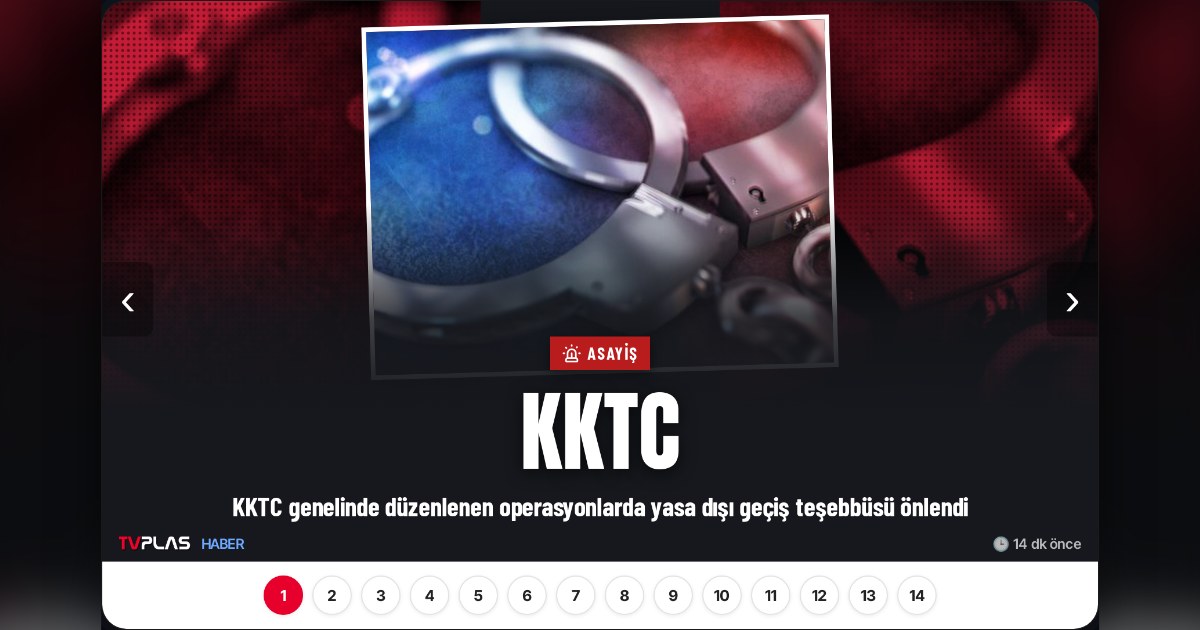 ASAYİŞ
KKTC
KKTC genelinde düzenlenen operasyonlarda yasa dışı geçiş teşebbüsü önlendi
TVPLAS HABER 14 dk önce
1 2 3 4 5 6 7 8 9 10 11 12 13 14